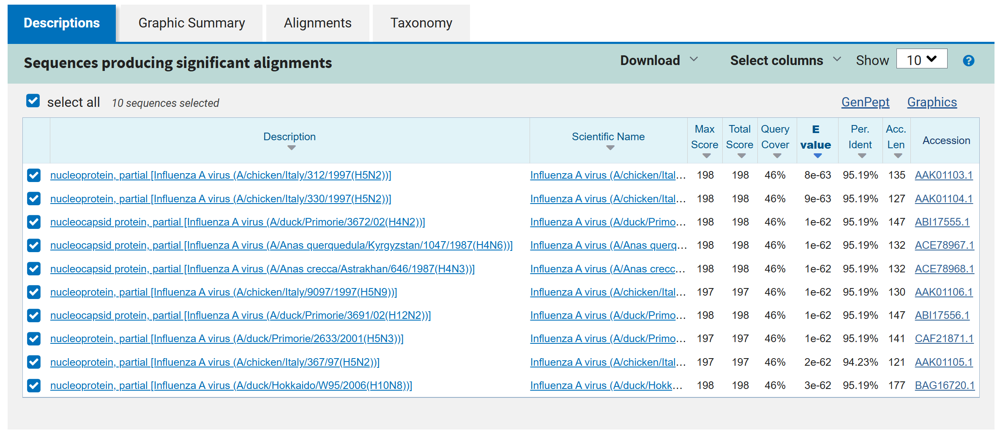 Descriptions Graphic Summary Alignments Taxonomy
Sequences producing significant alignments Download Select columns Show 10 ?
select all 10 sequences selected GenPept Graphics
Description Scientific Name Max Score Total Score Query Cover E value Per. Ident Acc. Len Accession
nucleoprotein, partial [Influenza A virus (A/chicken/Italy/312/1997(H5N2))] Influenza A virus (A/chicken/Ital... 198 198 46% 8e-63 95.19% 135 AAK01103.1
nucleoprotein, partial [Influenza A virus (A/chicken/Italy/330/1997(H5N2))] Influenza A virus (A/chicken/Ital... 198 198 46% 9e-63 95.19% 127 AAK01104.1
nucleocapsid protein, partial [Influenza A virus (A/duck/Primorie/3672/02(H4N2))] Influenza A virus (A/duck/Primo... 198 198 46% 1e-62 95.19% 147 ABI17555.1
nucleocapsid protein, partial [Influenza A virus (A/Anas querquedula/Kyrgyzstan/1047/1987(H4N6))] Influenza A virus (A/Anas querq... 198 198 46% 1e-62 95.19% 132 ACE78967.1
nucleocapsid protein, partial [Influenza A virus (A/Anas crecca/Astrakhan/646/1987(H4N3))] Influenza A virus (A/Anas crecc... 198 198 46% 1e-62 95.19% 132 ACE78968.1
nucleoprotein, partial [Influenza A virus (A/chicken/Italy/9097/1997(H5N9))] Influenza A virus (A/chicken/Ital... 197 197 46% 1e-62 95.19% 130 AAK01106.1
nucleocapsid protein, partial [Influenza A virus (A/duck/Primorie/3691/02(H12N2))] Influenza A virus (A/duck/Primo... 198 198 46% 1e-62 95.19% 147 ABI17556.1
nucleoprotein, partial [Influenza A virus (A/duck/Primorie/2633/2001(H5N3))] Influenza A virus (A/duck/Primo... 197 197 46% 1e-62 95.19% 141 CAF21871.1
nucleoprotein, partial [Influenza A virus (A/chicken/Italy/367/97(H5N2))] Influenza A virus (A/chicken/Ital... 197 197 46% 2e-62 94.23% 121 AAK01105.1
nucleoprotein, partial [Influenza A virus (A/duck/Hokkaido/W95/2006(H10N8))] Influenza A virus (A/duck/Hokk... 198 198 46% 3e-62 95.19% 177 BAG16720.1